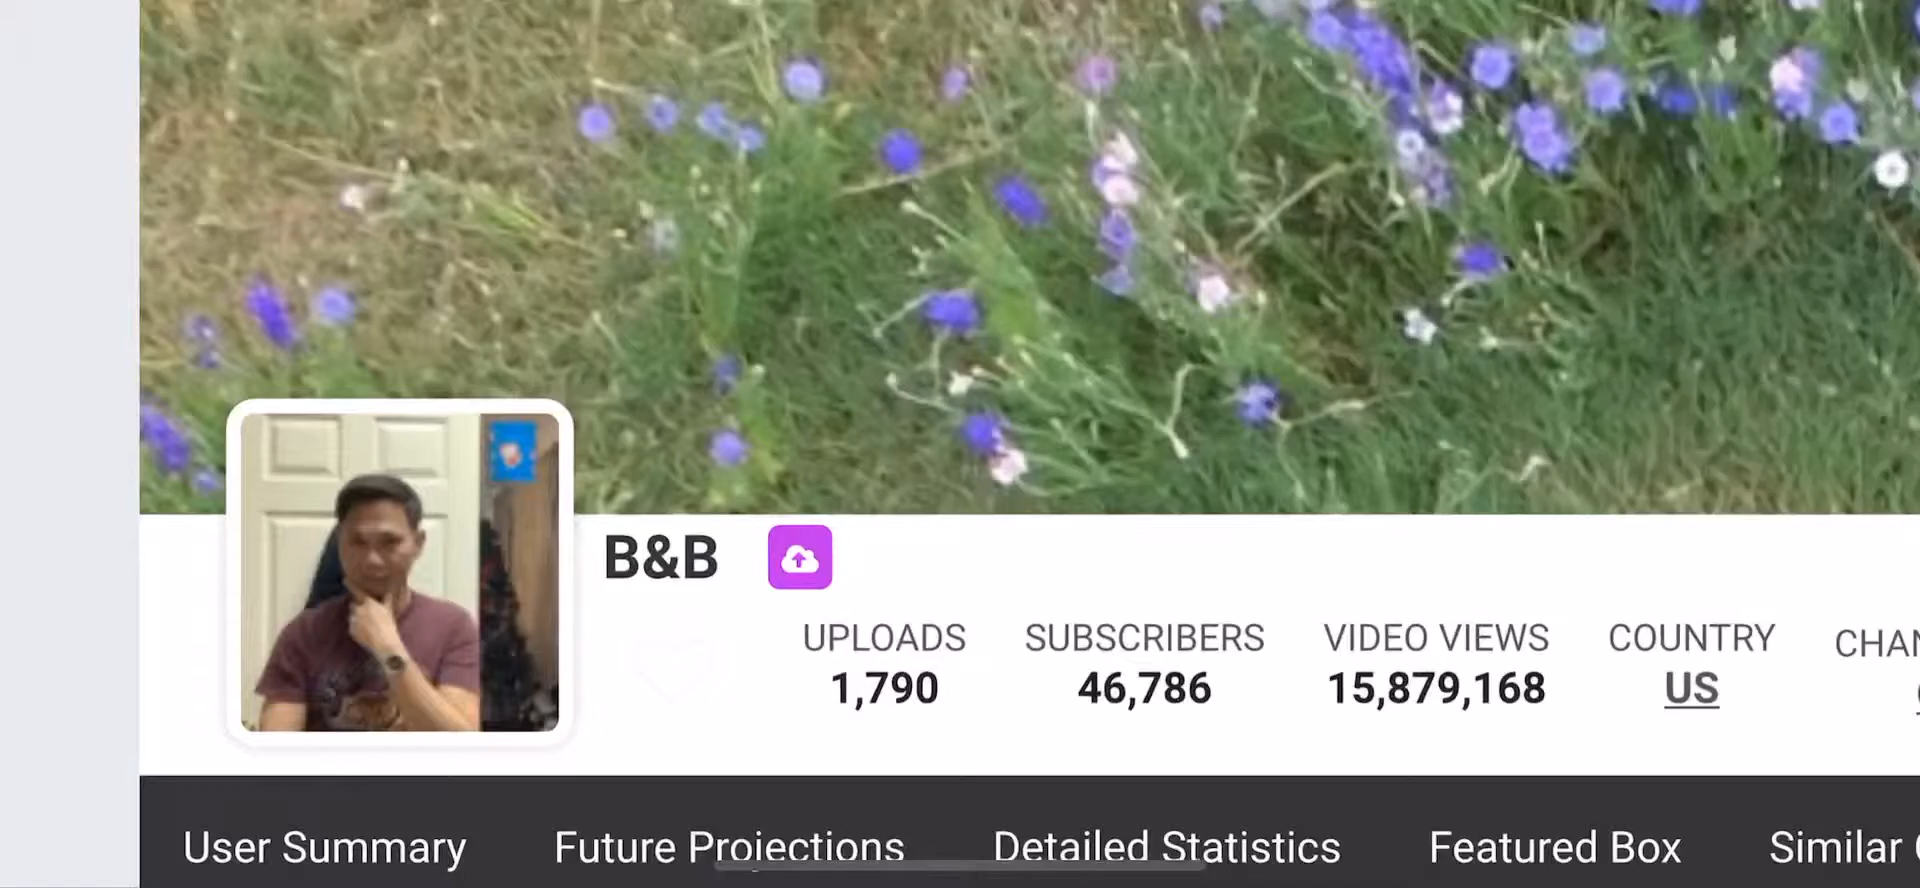 B&B
UPLOADS SUBSCRIBERS VIDEO VIEWS COUNTRY
1,790 46,786 15,879,168 US
User Summary Future Projections Detailed Statistics Featured Box Similar